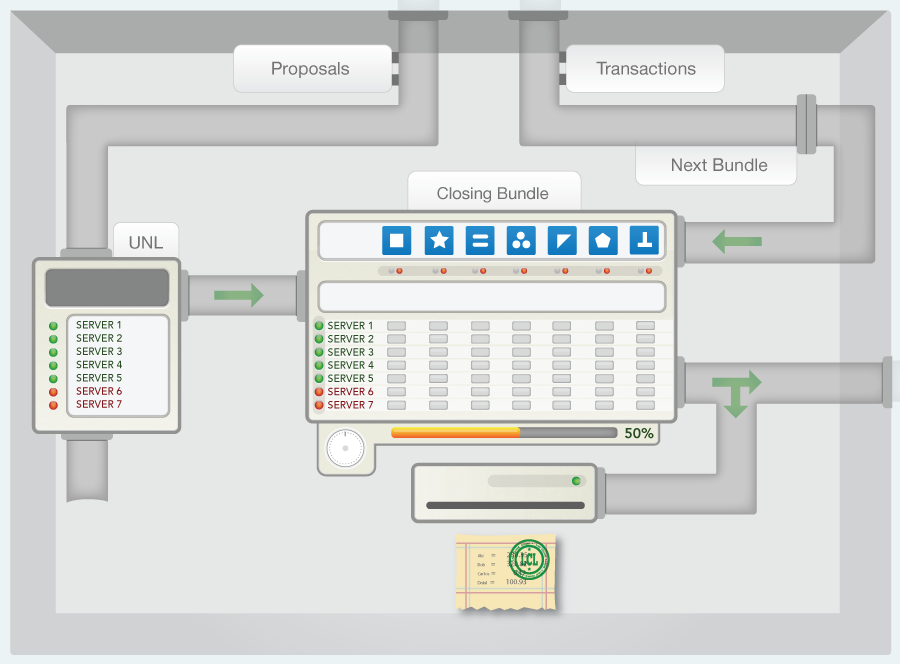 Proposals
Transactions
Next Bundle
Closing Bundle
UNL
SERVER 1
SERVER 2
SERVER 3
SERVER 4
SERVER 5
SERVER 6
SERVER 7
SERVER 1
SERVER 2
SERVER 3
SERVER 4
SERVER 5
SERVER 6
SERVER 7
50%
LCL
100.93